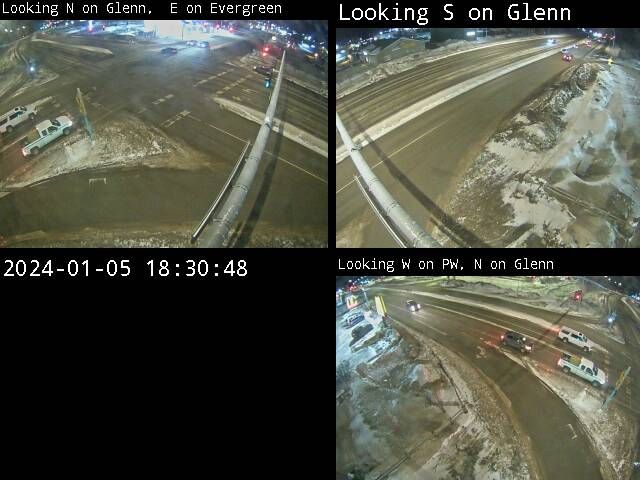 Looking N on Glenn, E on Evergreen
Looking S on Glenn
2024-01-05 18:30:48
Looking W on PW, N on Glenn